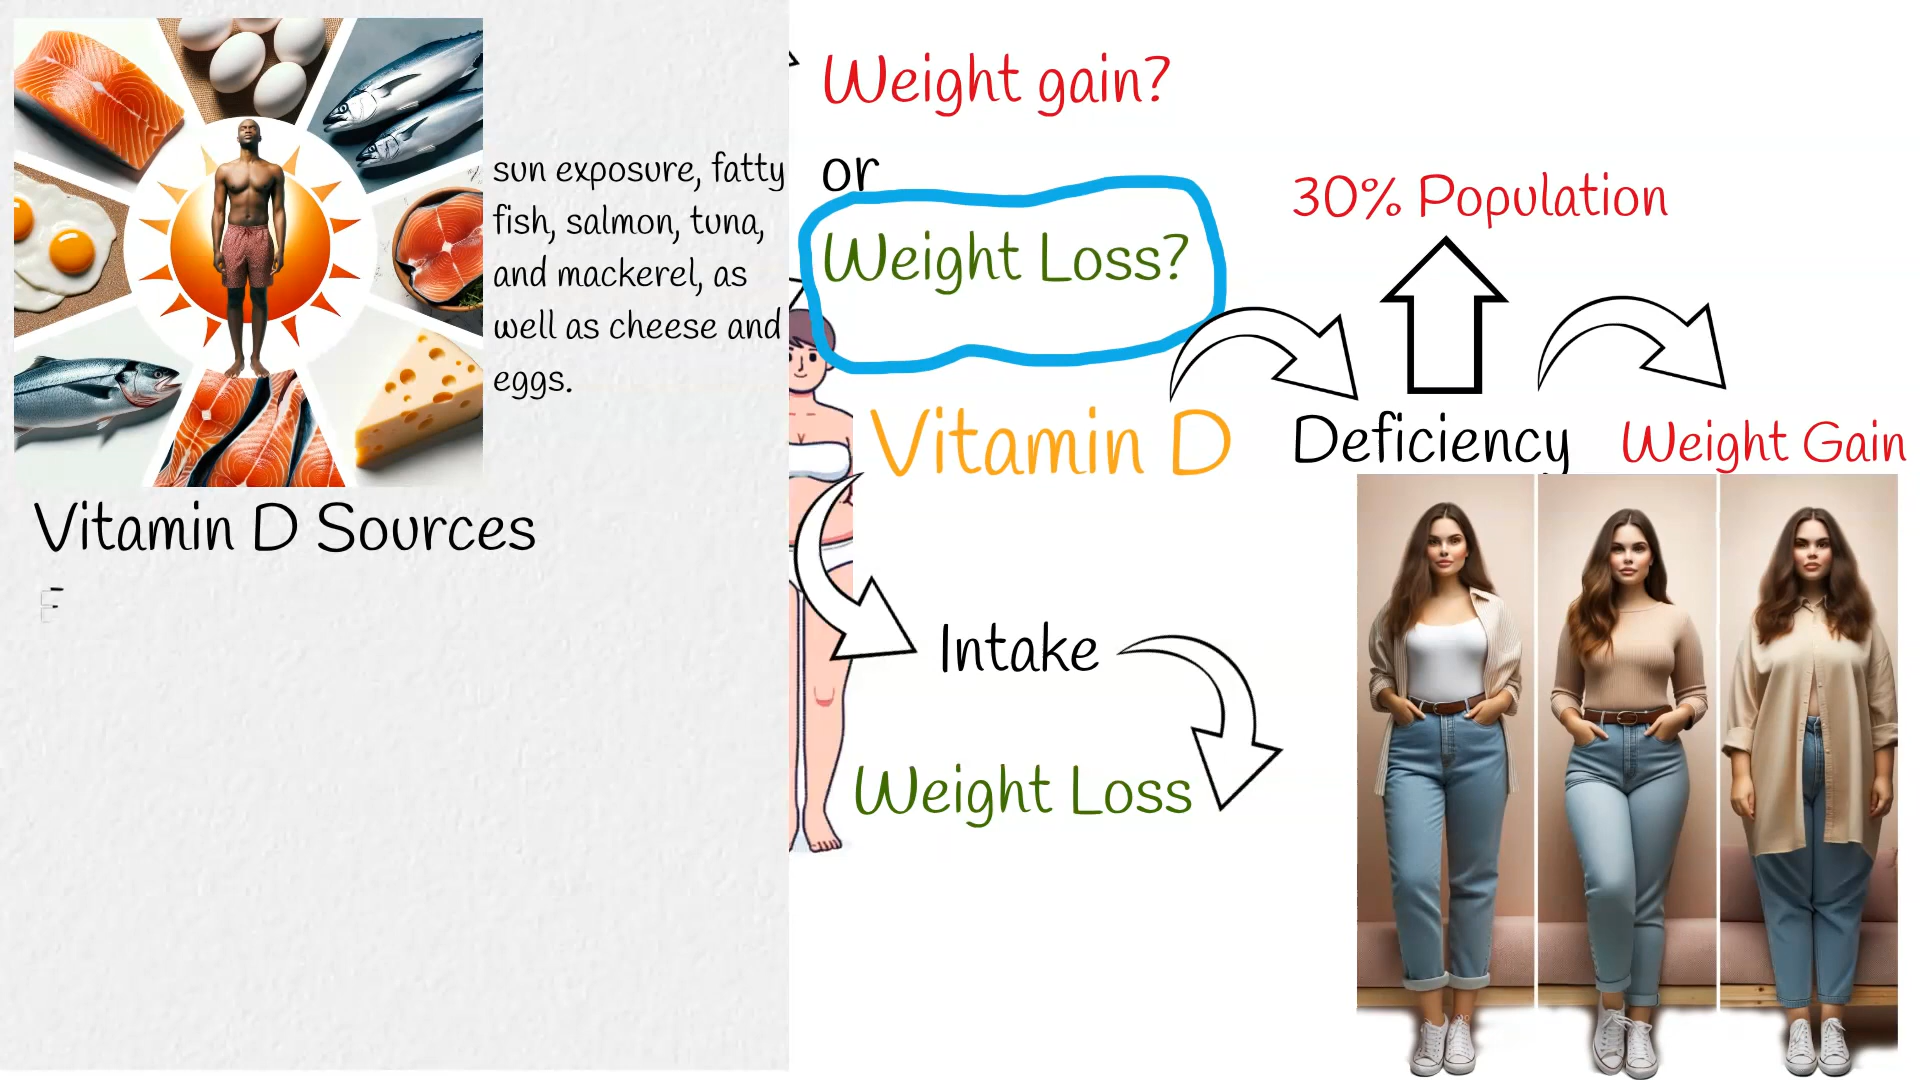 sun exposure, fatty
fish, salmon, tuna,
and mackerel, as
well as cheese and
eggs.
Vitamin D Sources
Weight gain?
or
Weight Loss?
30% Population
Vitamin D
Deficiency
Weight Gain
Intake
Weight Loss